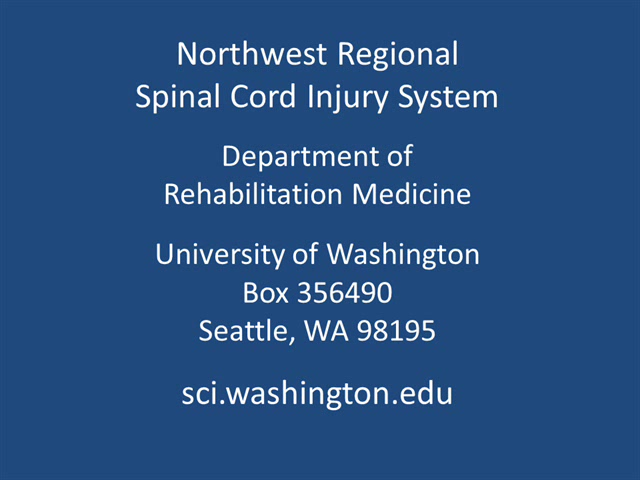 Northwest Regional
Spinal Cord Injury System
Department of
Rehabilitation Medicine
University of Washington
Box 356490
Seattle, WA 98195
sci.washington.edu